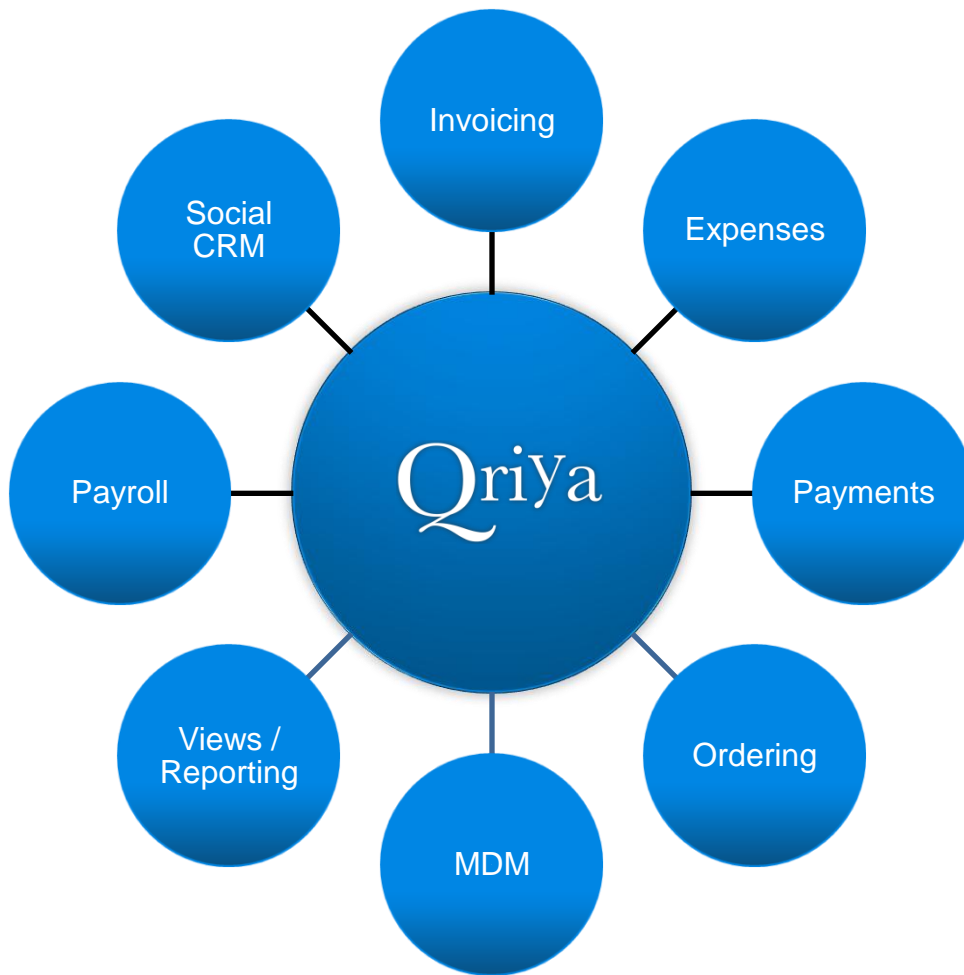 Invoicing
Social
CRM
Expenses
Payroll
Qriya
Payments
Views /
Reporting
Ordering
MDM